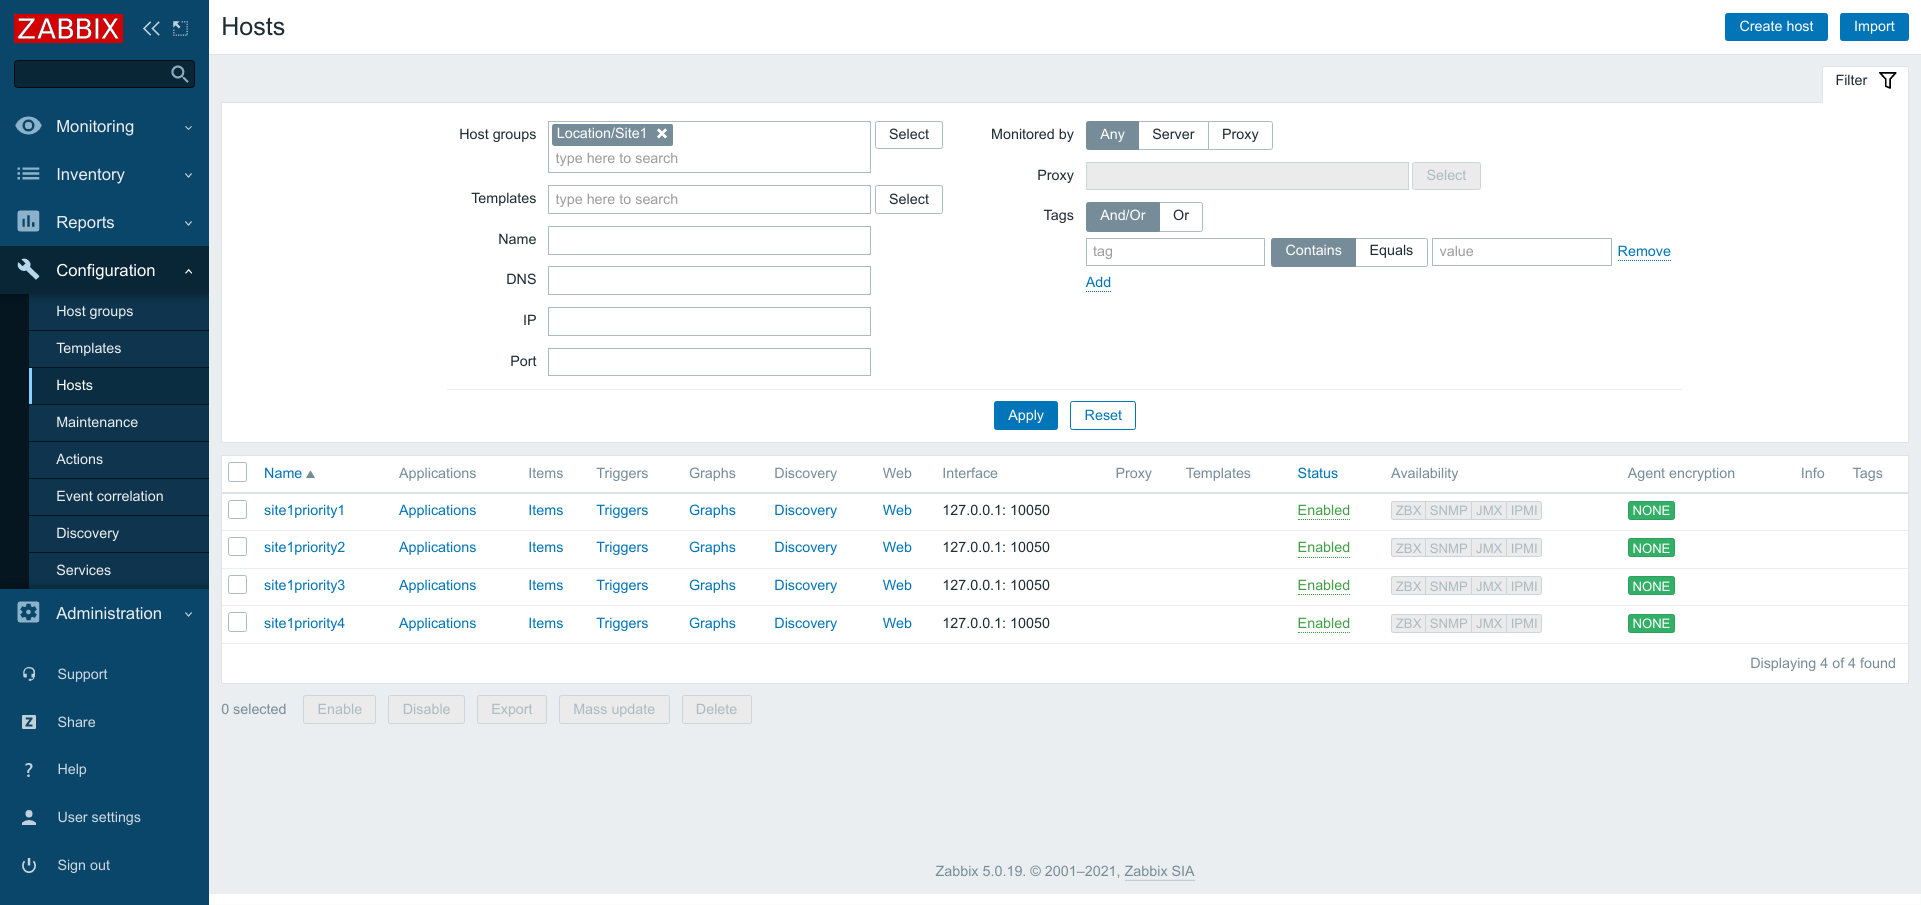 ZABBIX
Monitoring
Inventory
Reports
Configuration
Host groups
Templates
Hosts
Maintenance
Actions
Event correlation
Discovery
Services
Administration
Support
Z Share
? Help
User settings
Sign out
Hosts
Create host Import
Filter
Host groups Location/Site1 Select
type here to search
Templates type here to search Select
Name
DNS
IP
Port
Monitored by Any Server Proxy
Proxy Select
Tags And/Or Or
tag Contains Equals value Remove
Add
Apply Reset
Name Applications Items Triggers Graphs Discovery Web Interface Proxy Templates Status Availability Agent encryption Info Tags
site1priority1 Applications Items Triggers Graphs Discovery Web 127.0.0.1: 10050 Enabled ZBX SNMP JMX IPMI NONE
site1priority2 Applications Items Triggers Graphs Discovery Web 127.0.0.1: 10050 Enabled ZBX SNMP JMX IPMI NONE
site1priority3 Applications Items Triggers Graphs Discovery Web 127.0.0.1: 10050 Enabled ZBX SNMP JMX IPMI NONE
site1priority4 Applications Items Triggers Graphs Discovery Web 127.0.0.1: 10050 Enabled ZBX SNMP JMX IPMI NONE
Displaying 4 of 4 found
0 selected Enable Disable Export Mass update Delete
Zabbix 5.0.19. © 2001–2021, Zabbix SIA